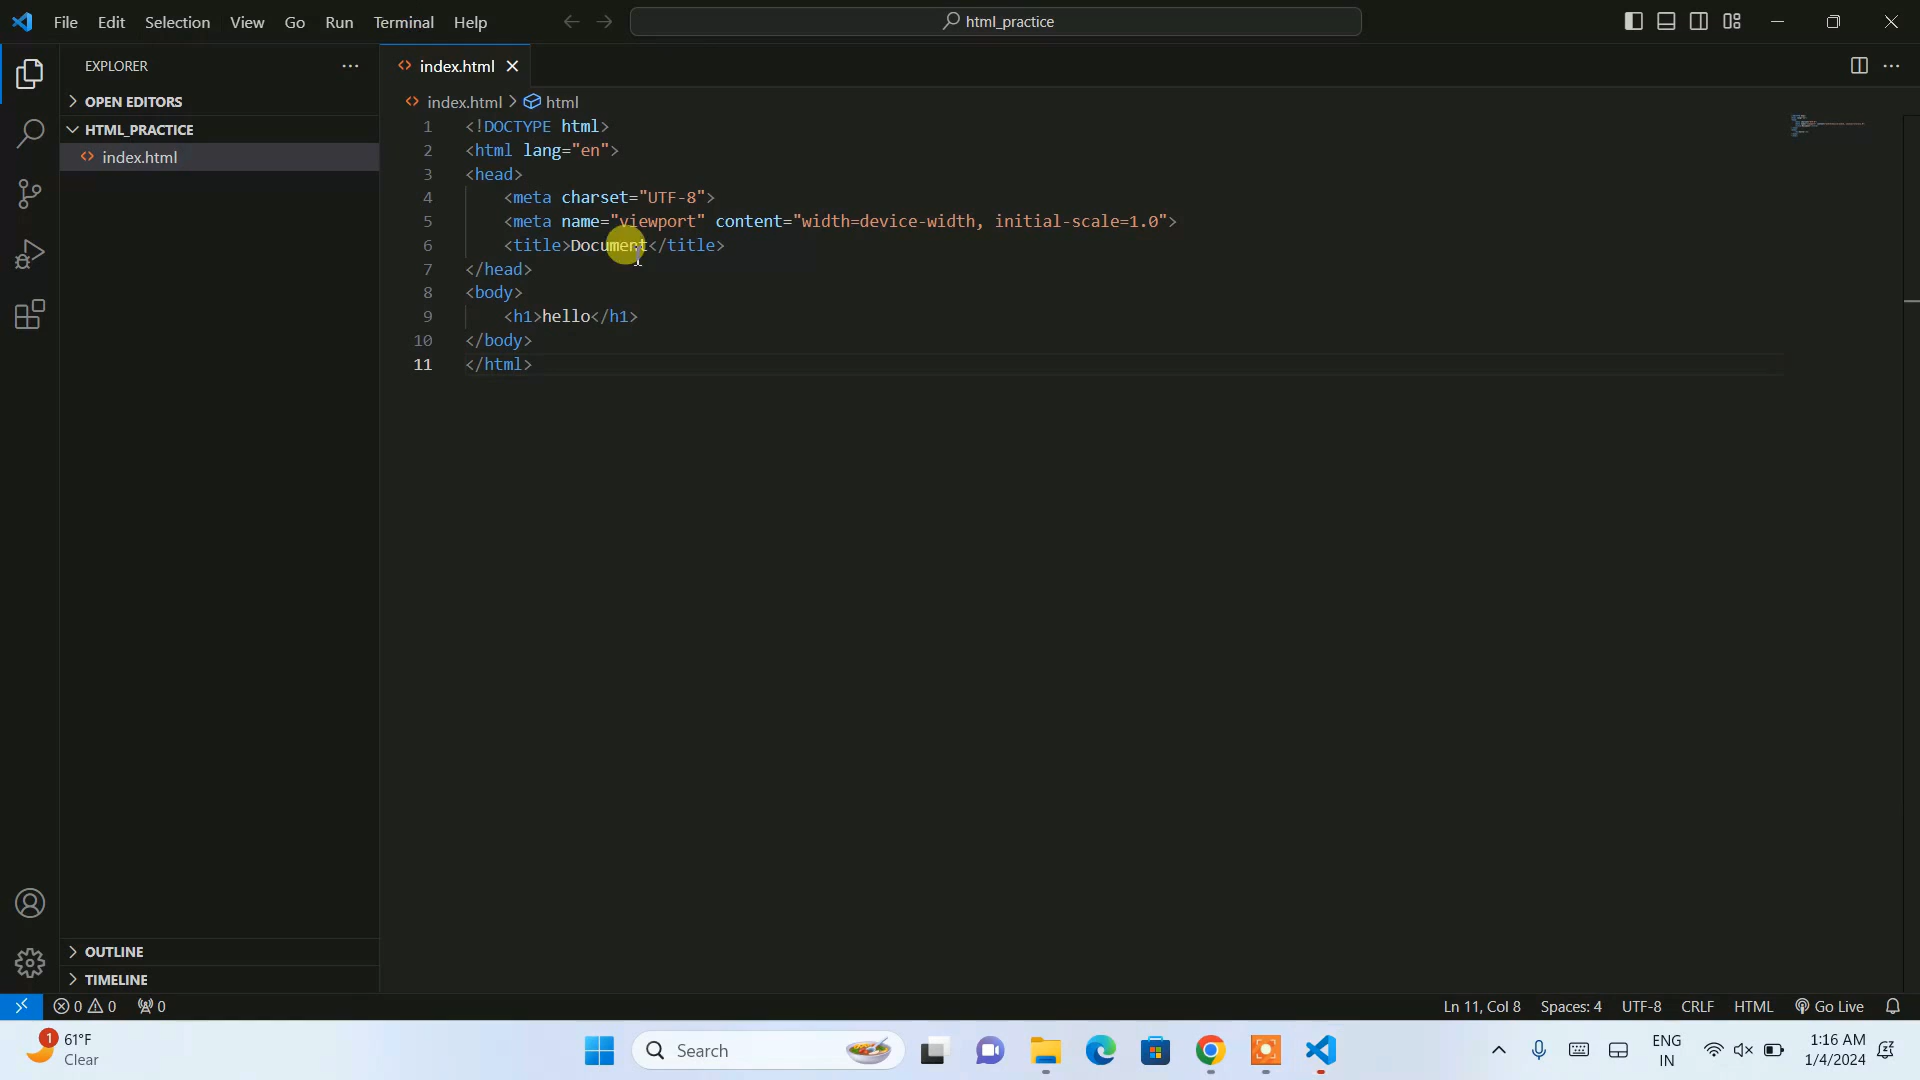 File Edit Selection View Go Run Terminal Help
html_practice
EXPLORER
OPEN EDITORS
HTML_PRACTICE
index.html
index.html
index.html > html
1 <!DOCTYPE html>
2 <html lang="en">
3 <head>
4 <meta charset="UTF-8">
5 <meta name="viewport" content="width=device-width, initial-scale=1.0">
6 <title>Document</title>
7 </head>
8 <body>
9 <h1>hello</h1>
10 </body>
11 </html>
OUTLINE
TIMELINE
0 0 0
Ln 11, Col 8 Spaces: 4 UTF-8 CRLF HTML Go Live
1
61°F
Clear
Search
ENG
IN
1:16 AM
1/4/2024